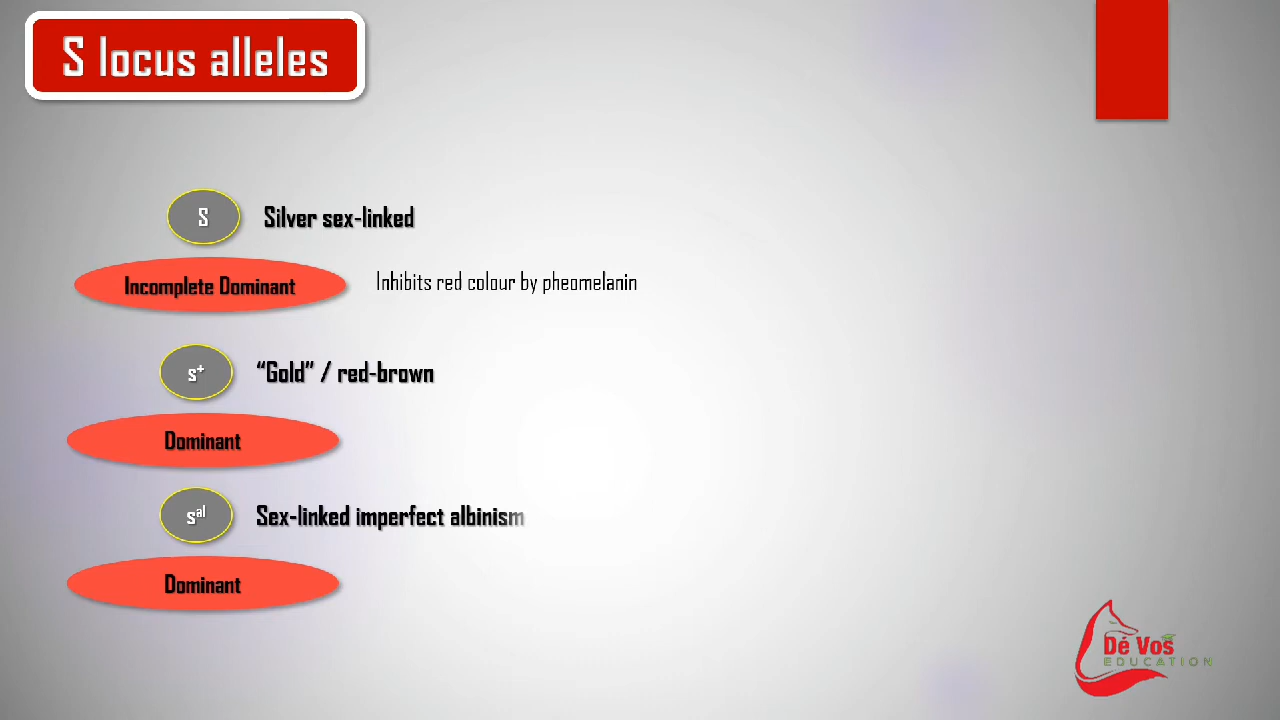 S locus alleles
S
Silver sex-linked
Incomplete Dominant
Inhibits red colour by pheomelanin
s⁺
“Gold” / red-brown
Dominant
sᵃˡ
Sex-linked imperfect albinism
Dominant
Dé Vos
EDUCATION